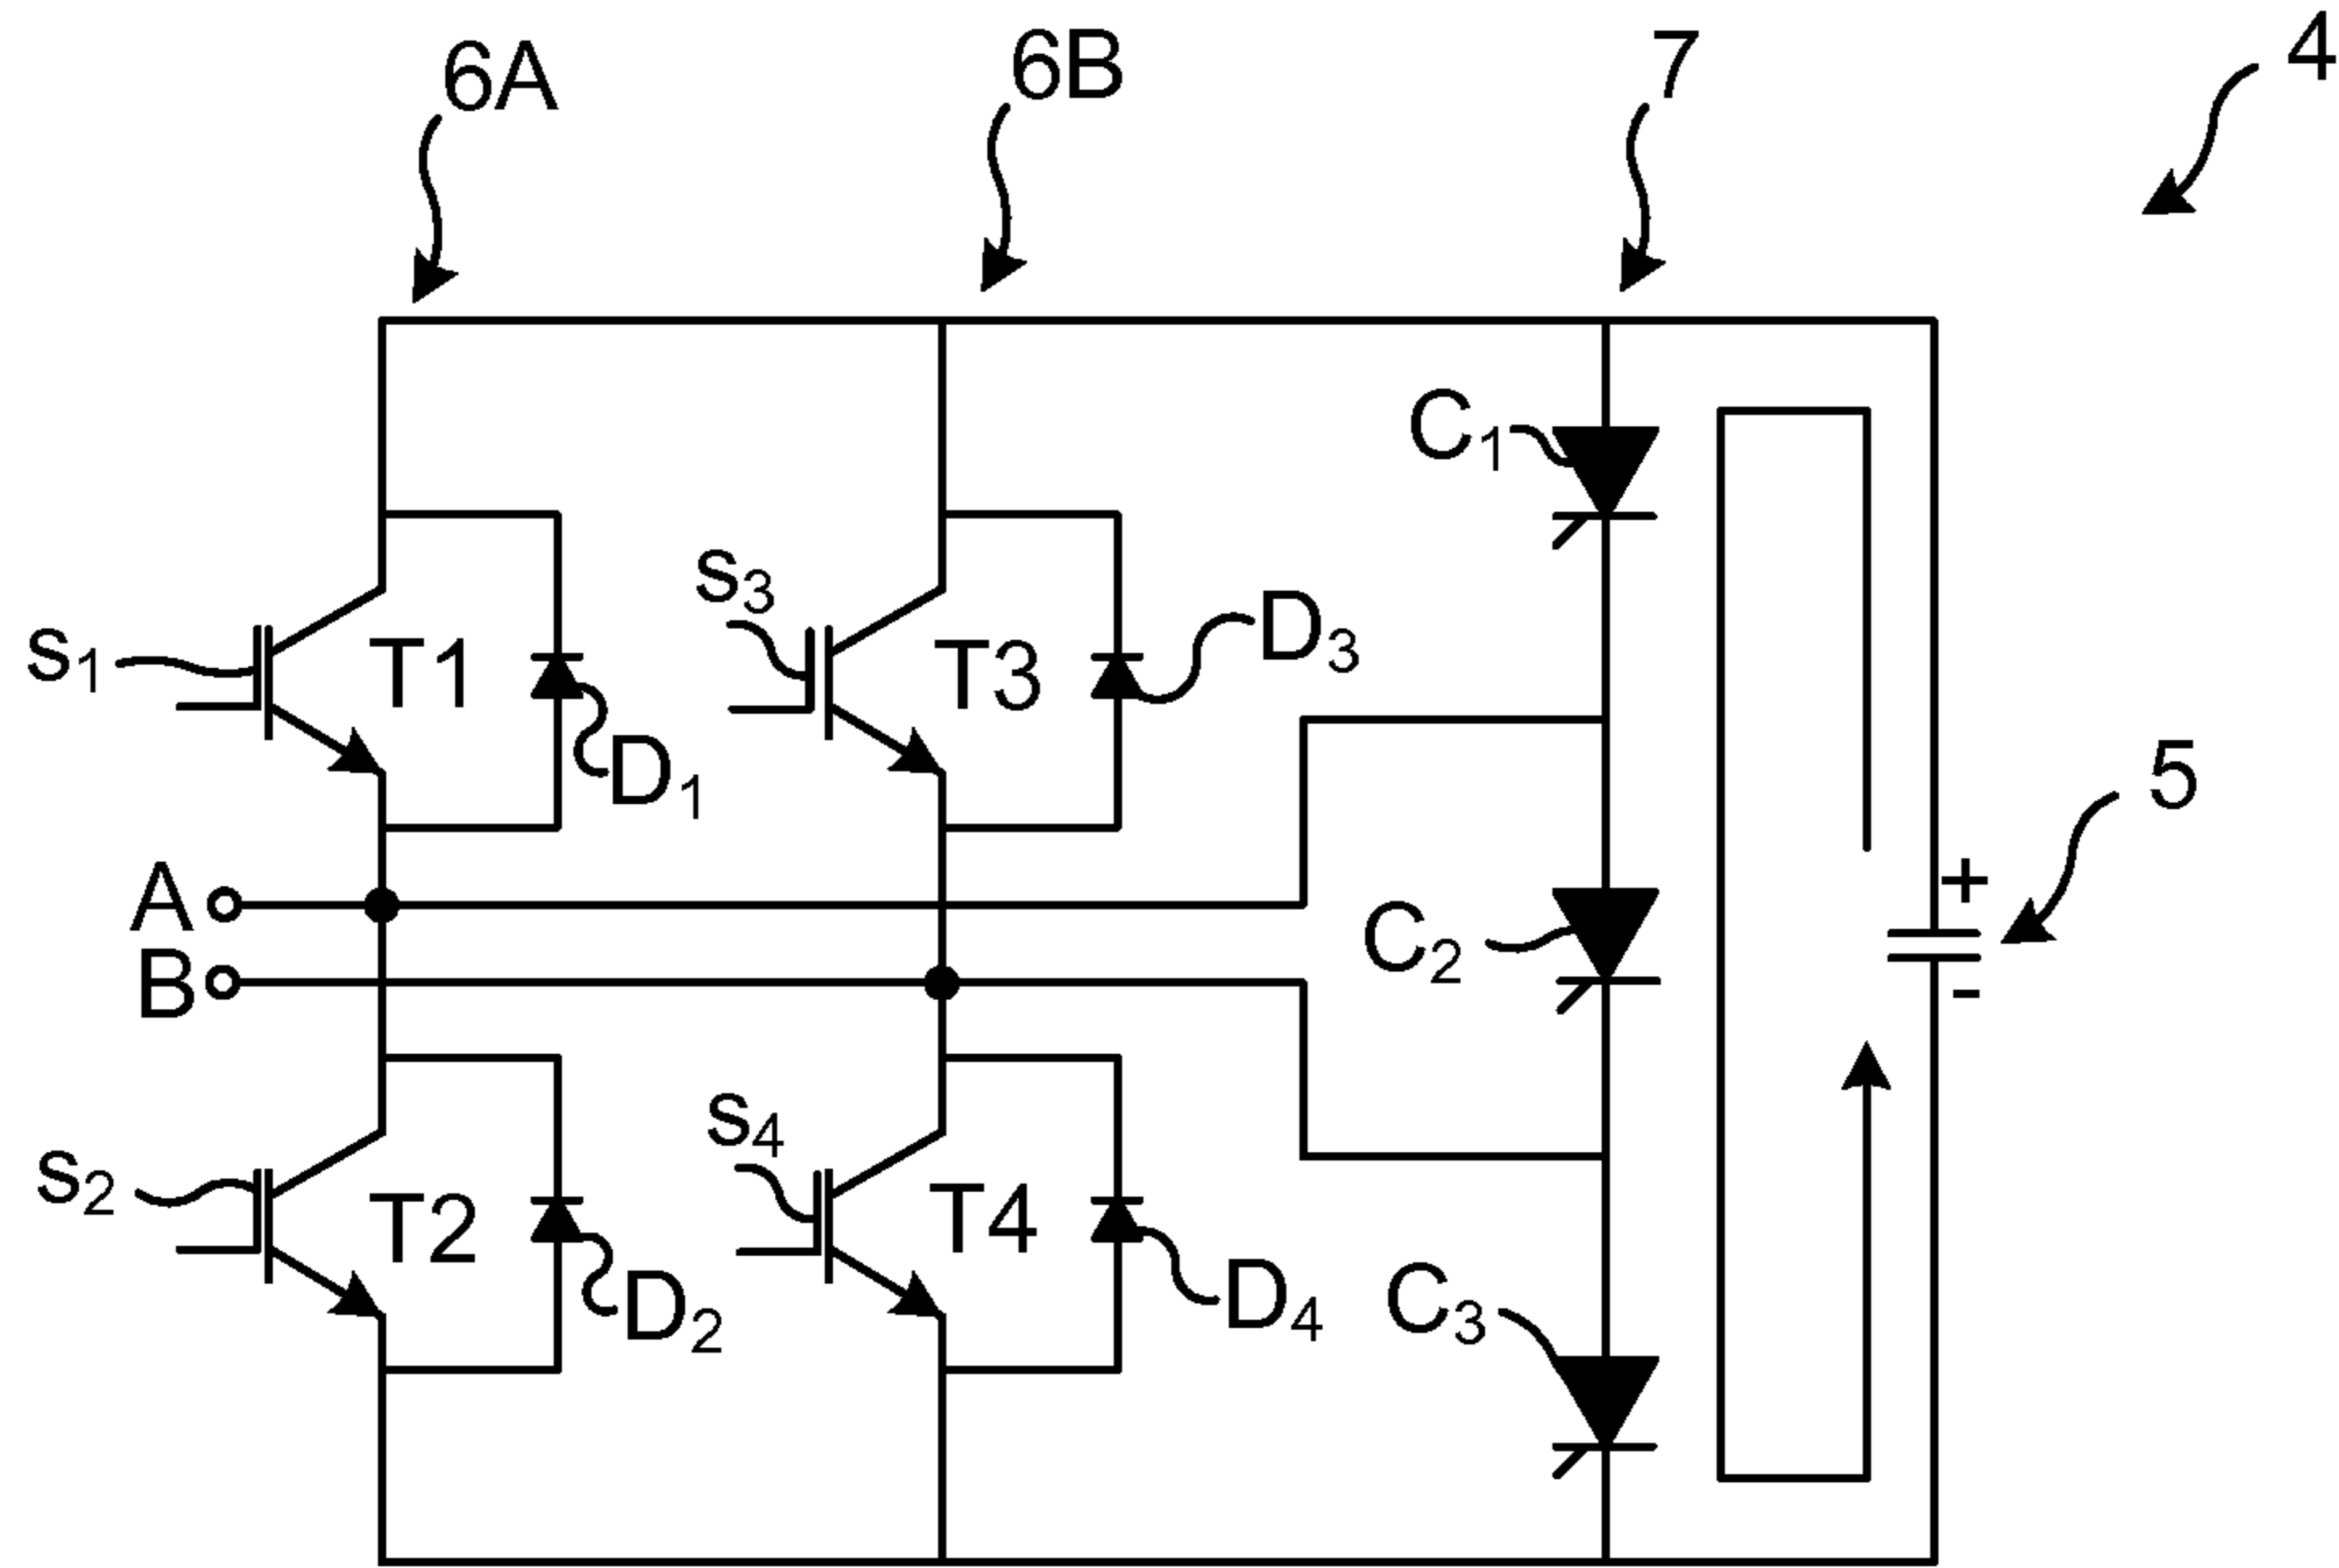 6A
6B
7
4
C₁
s₃
D₃
s₁
T1
T3
D₁
5
A
+
C₂
B
-
s₄
s₂
T2
T4
D₂
D₄
C₃